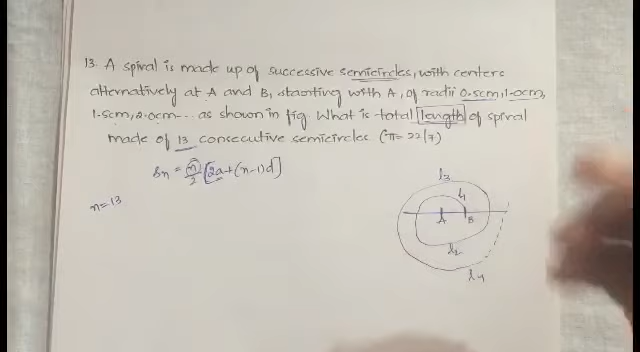 13. A spiral is made up of successive semicircles, with centers
alternatively at A and B, starting with A, of radii 0.5cm, 1.0cm,
1.5cm, 2.0cm... as shown in fig. What is total length of spiral
made of 13 consecutive semicircles (π=22/7)
Sn = n/2 [2a+(n-1)d]
n=13
l3
l1
A
B
l2
l4